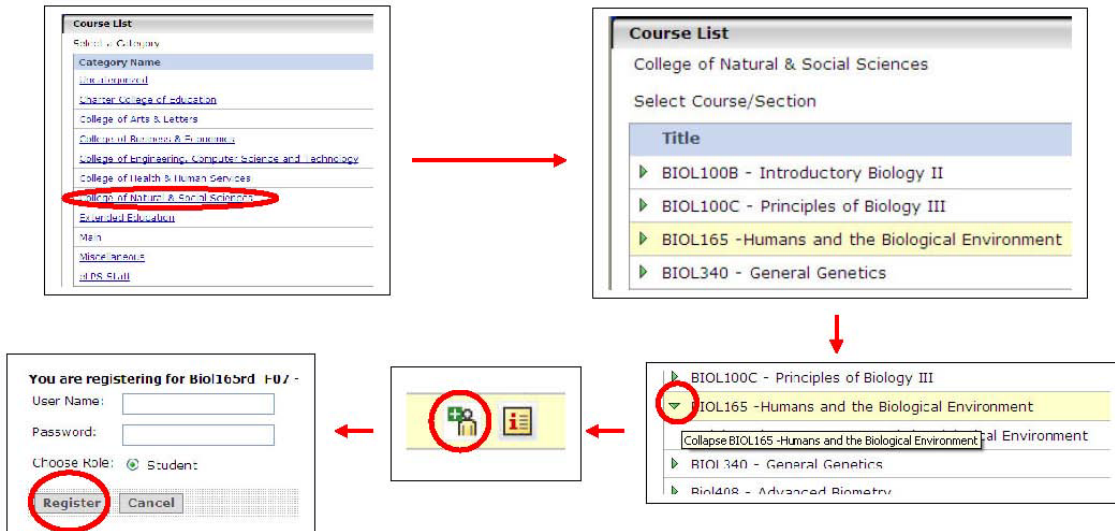 Course List
Select a Category
Category Name
Uncategorized
Charter College of Education
College of Arts & Letters
College of Business & Economics
College of Engineering, Computer Science and Technology
College of Health & Human Services
College of Natural & Social Sciences
Extended Education
Main
Miscellaneous
Staff
Course List
College of Natural & Social Sciences
Select Course/Section
Title
BIOL100B - Introductory Biology II
BIOL100C - Principles of Biology III
BIOL165 -Humans and the Biological Environment
BIOL340 - General Genetics
BIOL100C - Principles of Biology III
BIOL165 -Humans and the Biological Environment
Collapse BIOL165 -Humans and the Biological Environment
Environment
BIOL340 - General Genetics
Biol408 - Advanced Biometry
You are registering for Biol165rd F07 -
User Name:
Password:
Choose Role: Student
Register Cancel